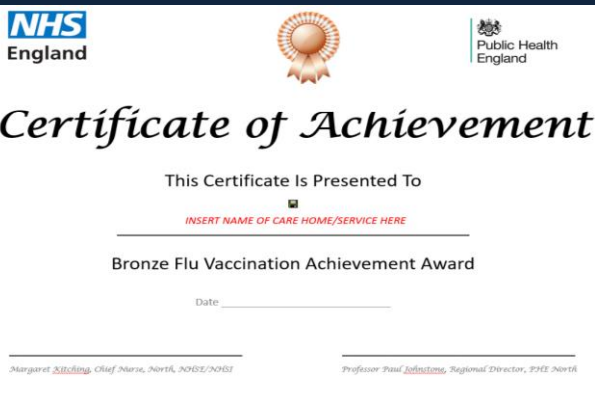 NHS
England
Public Health
England
Certificate of Achievement
This Certificate Is Presented To
INSERT NAME OF CARE HOME/SERVICE HERE
Bronze Flu Vaccination Achievement Award
Date ______________________________
Margaret Kitching, Chief Nurse, North, NHSE/NHSI
Professor Paul Johnstone, Regional Director, PHE North